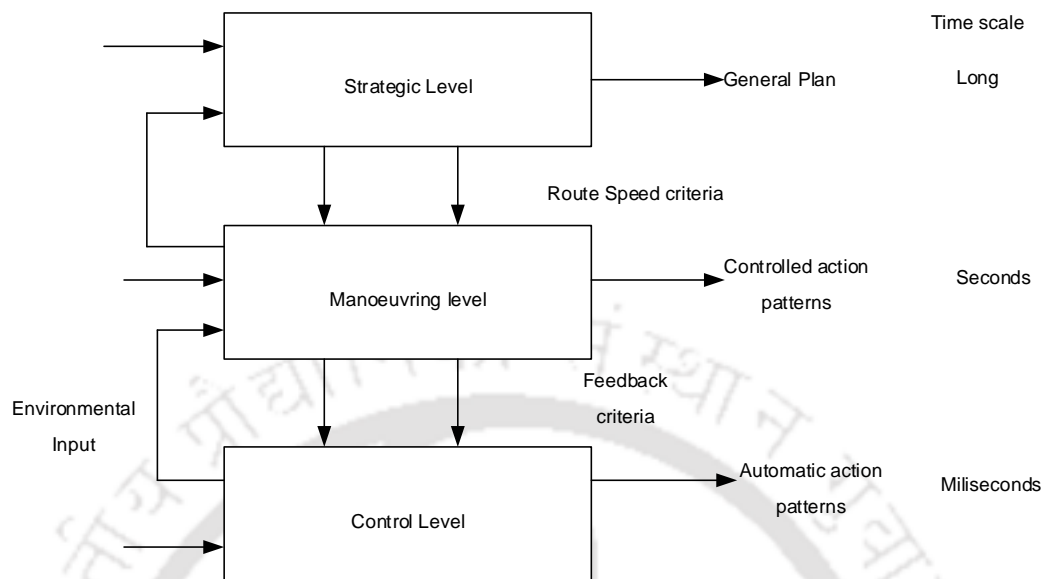 Time scale
Strategic Level
General Plan
Long
Route Speed criteria
Manoeuvring level
Controlled action
patterns
Seconds
Environmental
Input
Feedback
criteria
Control Level
Automatic action
patterns
Miliseconds